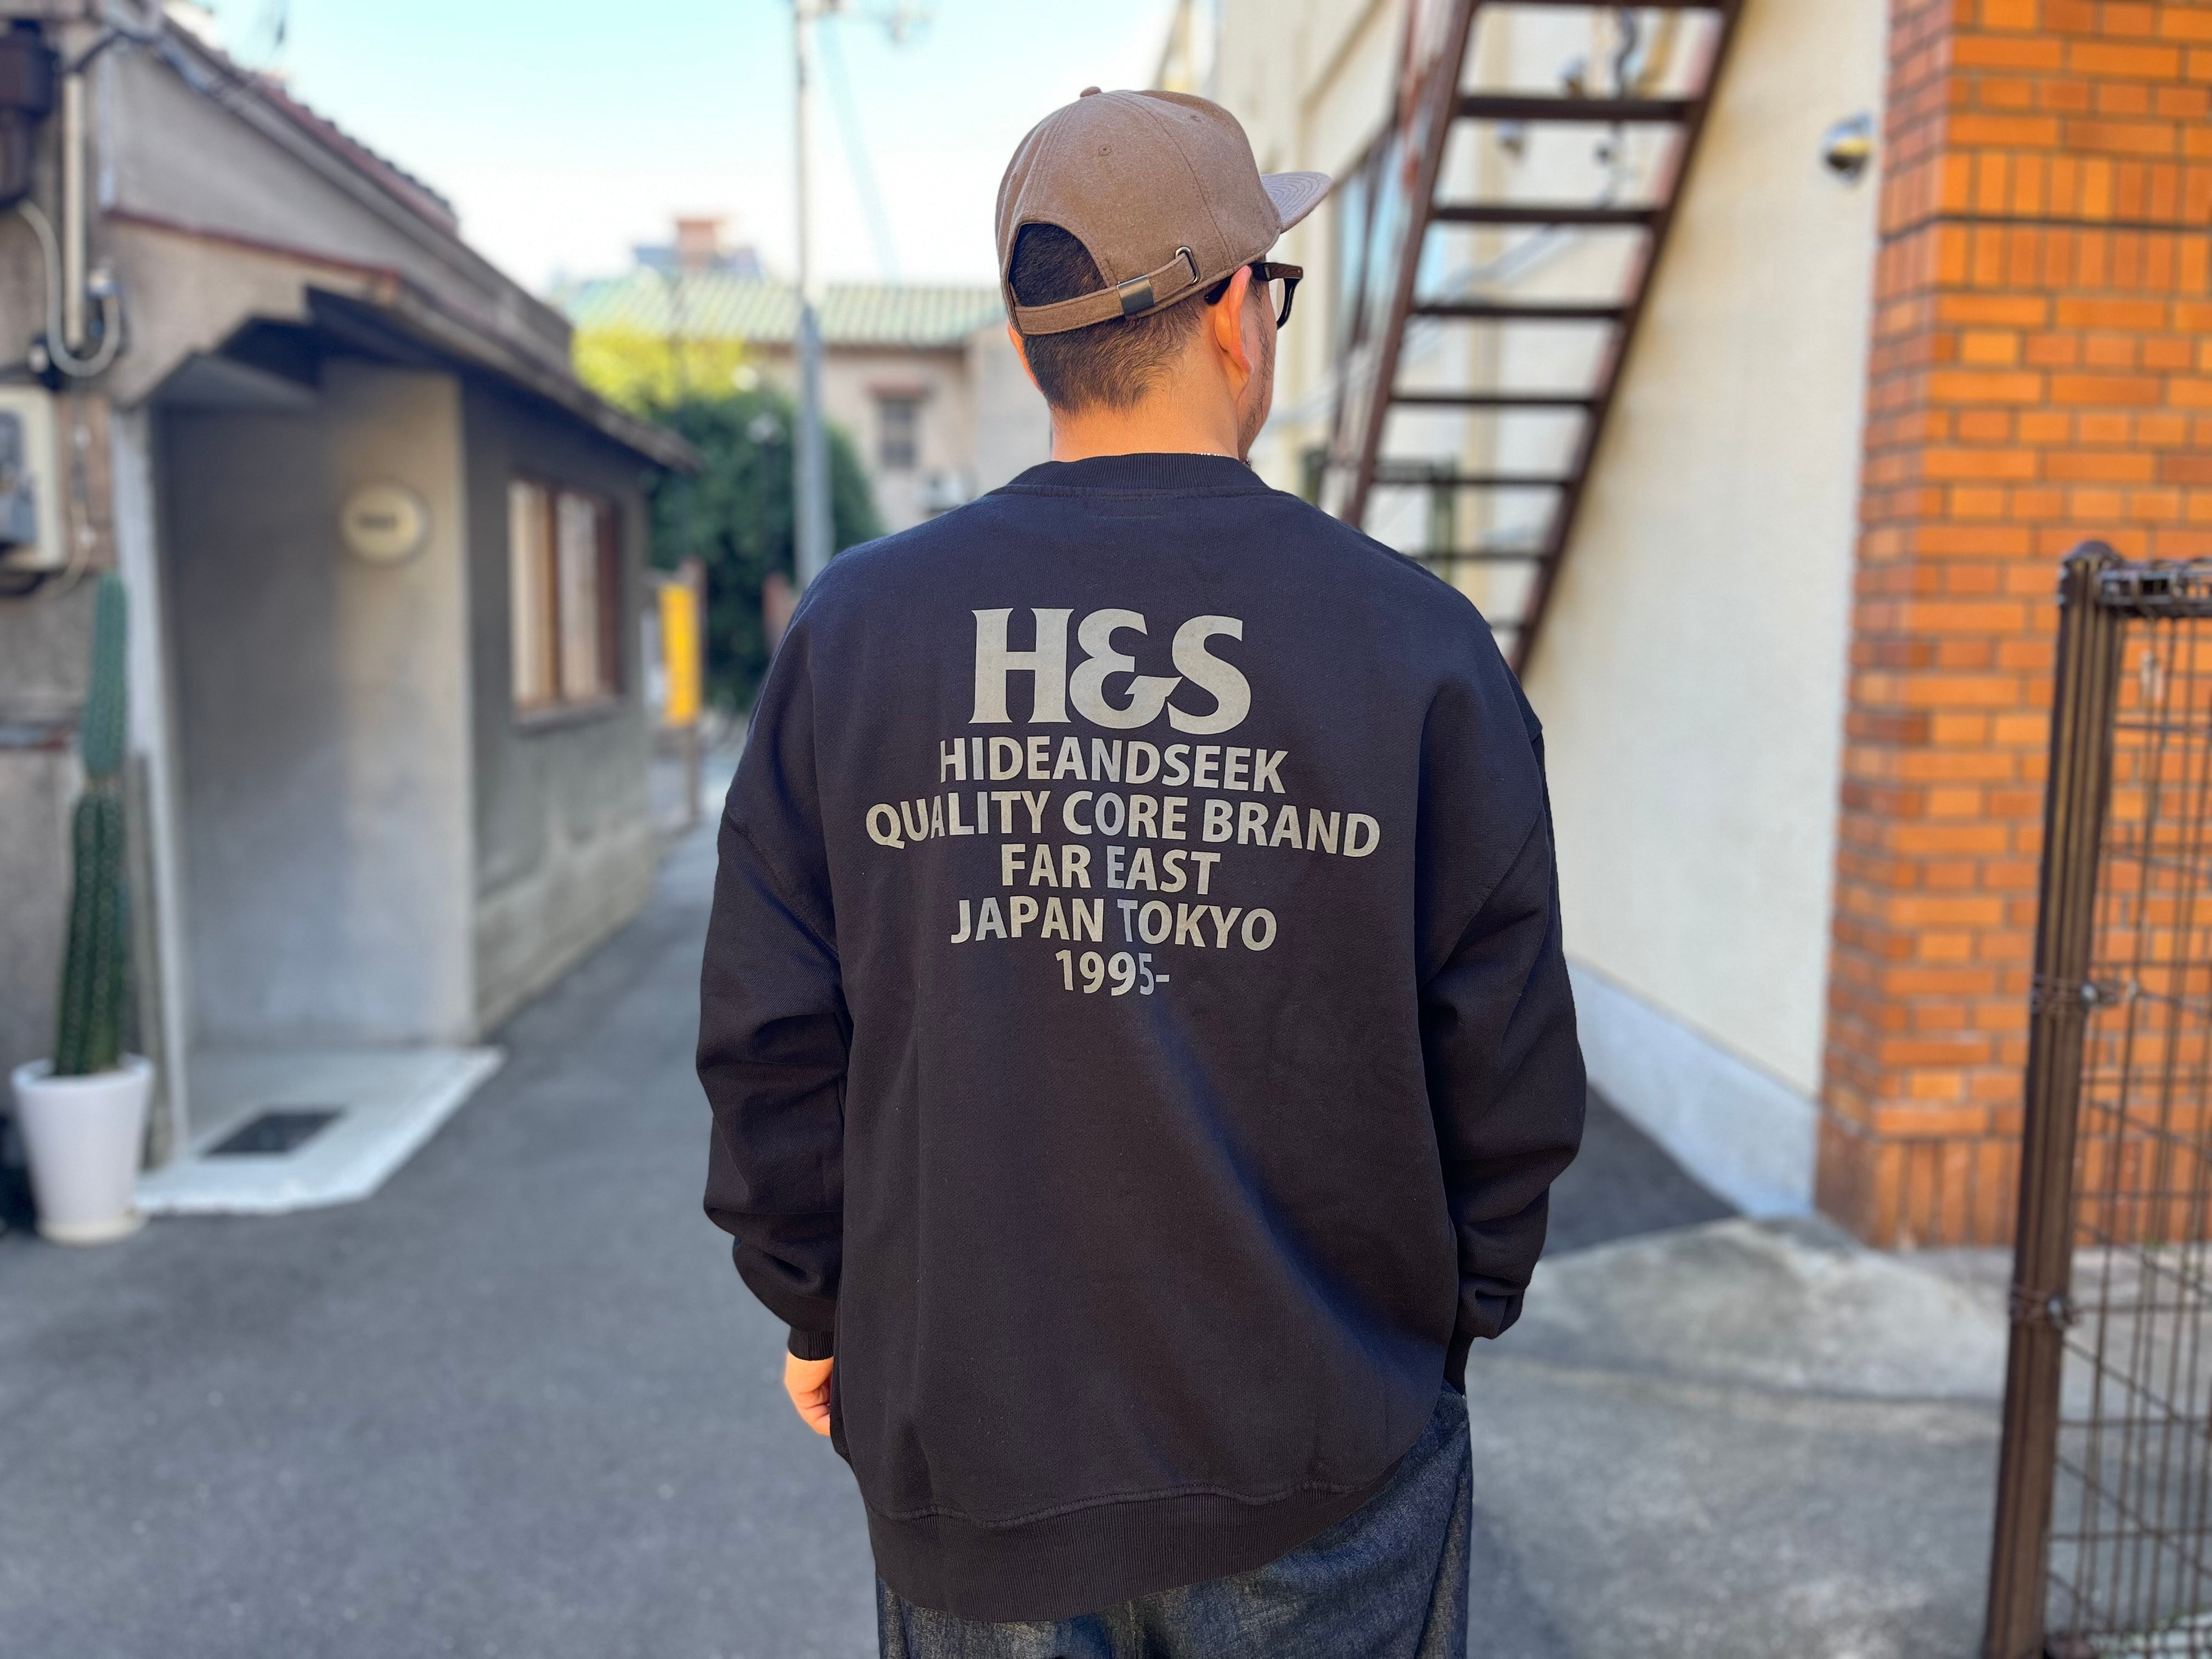 H&S
HIDEANDSEEK
QUALITY CORE BRAND
FAR EAST
JAPAN TOKYO
1995-